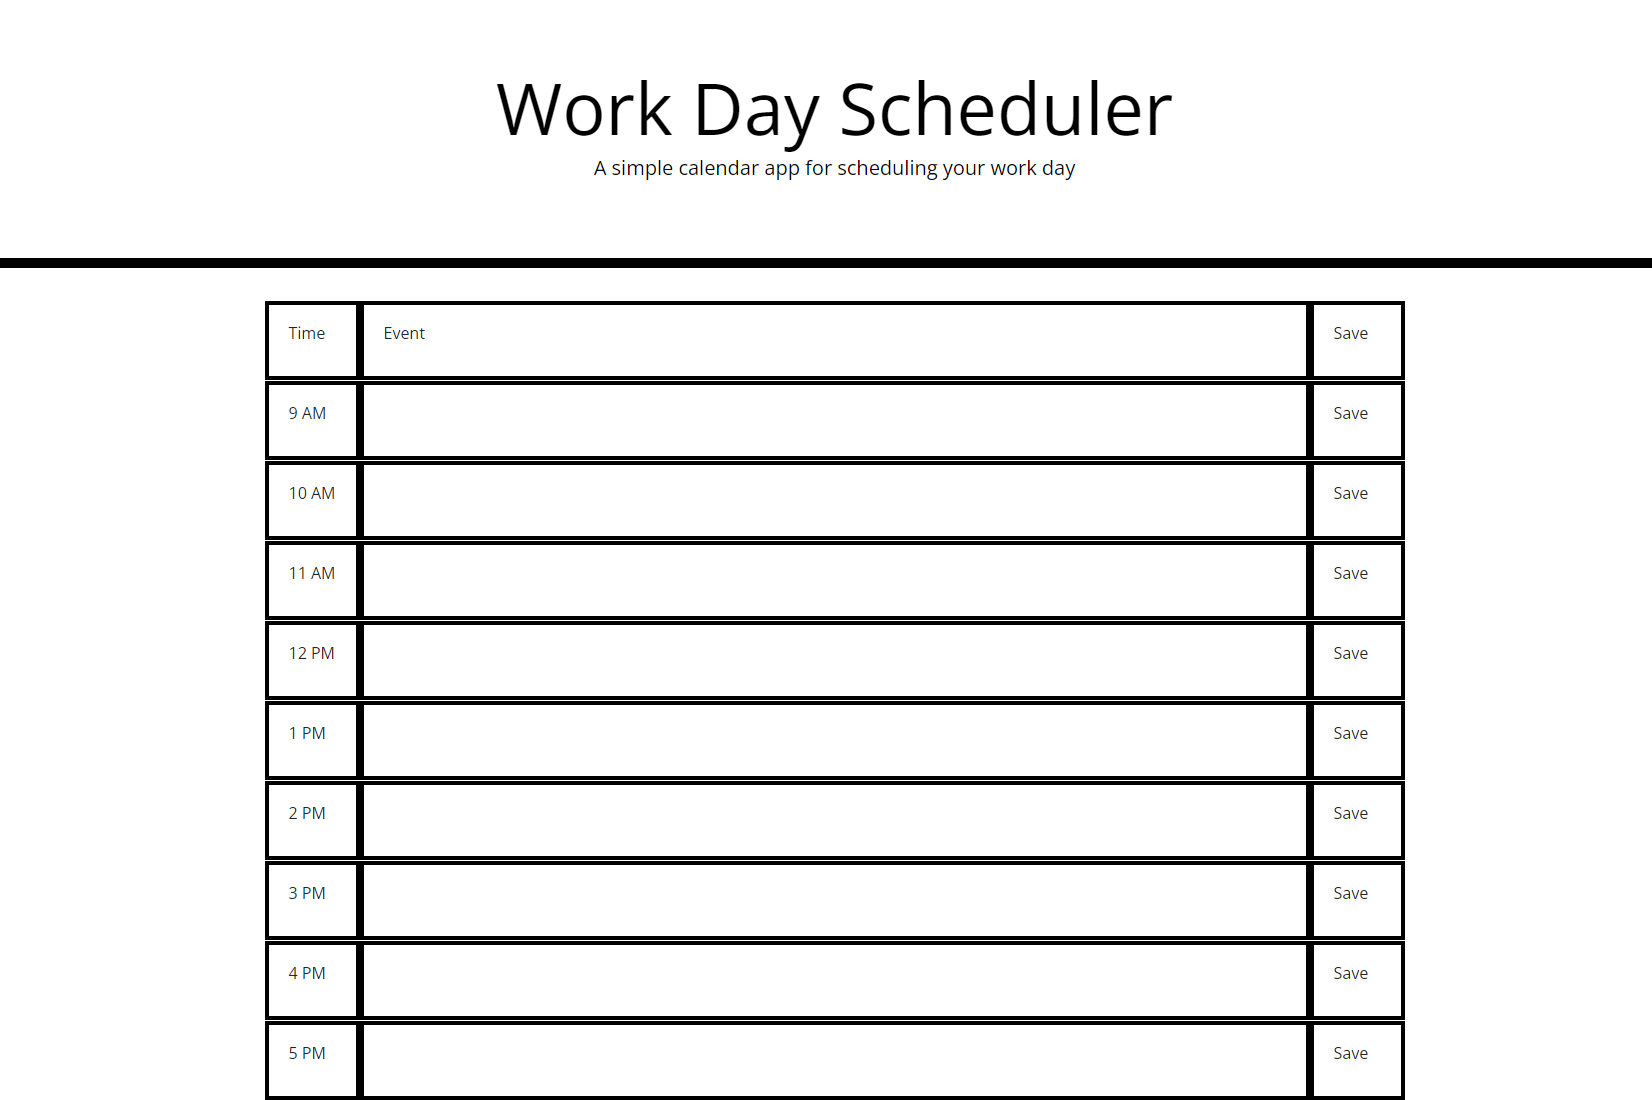 Work Day Scheduler
A simple calendar app for scheduling your work day
Time Event Save
9 AM Save
10 AM Save
11 AM Save
12 PM Save
1 PM Save
2 PM Save
3 PM Save
4 PM Save
5 PM Save